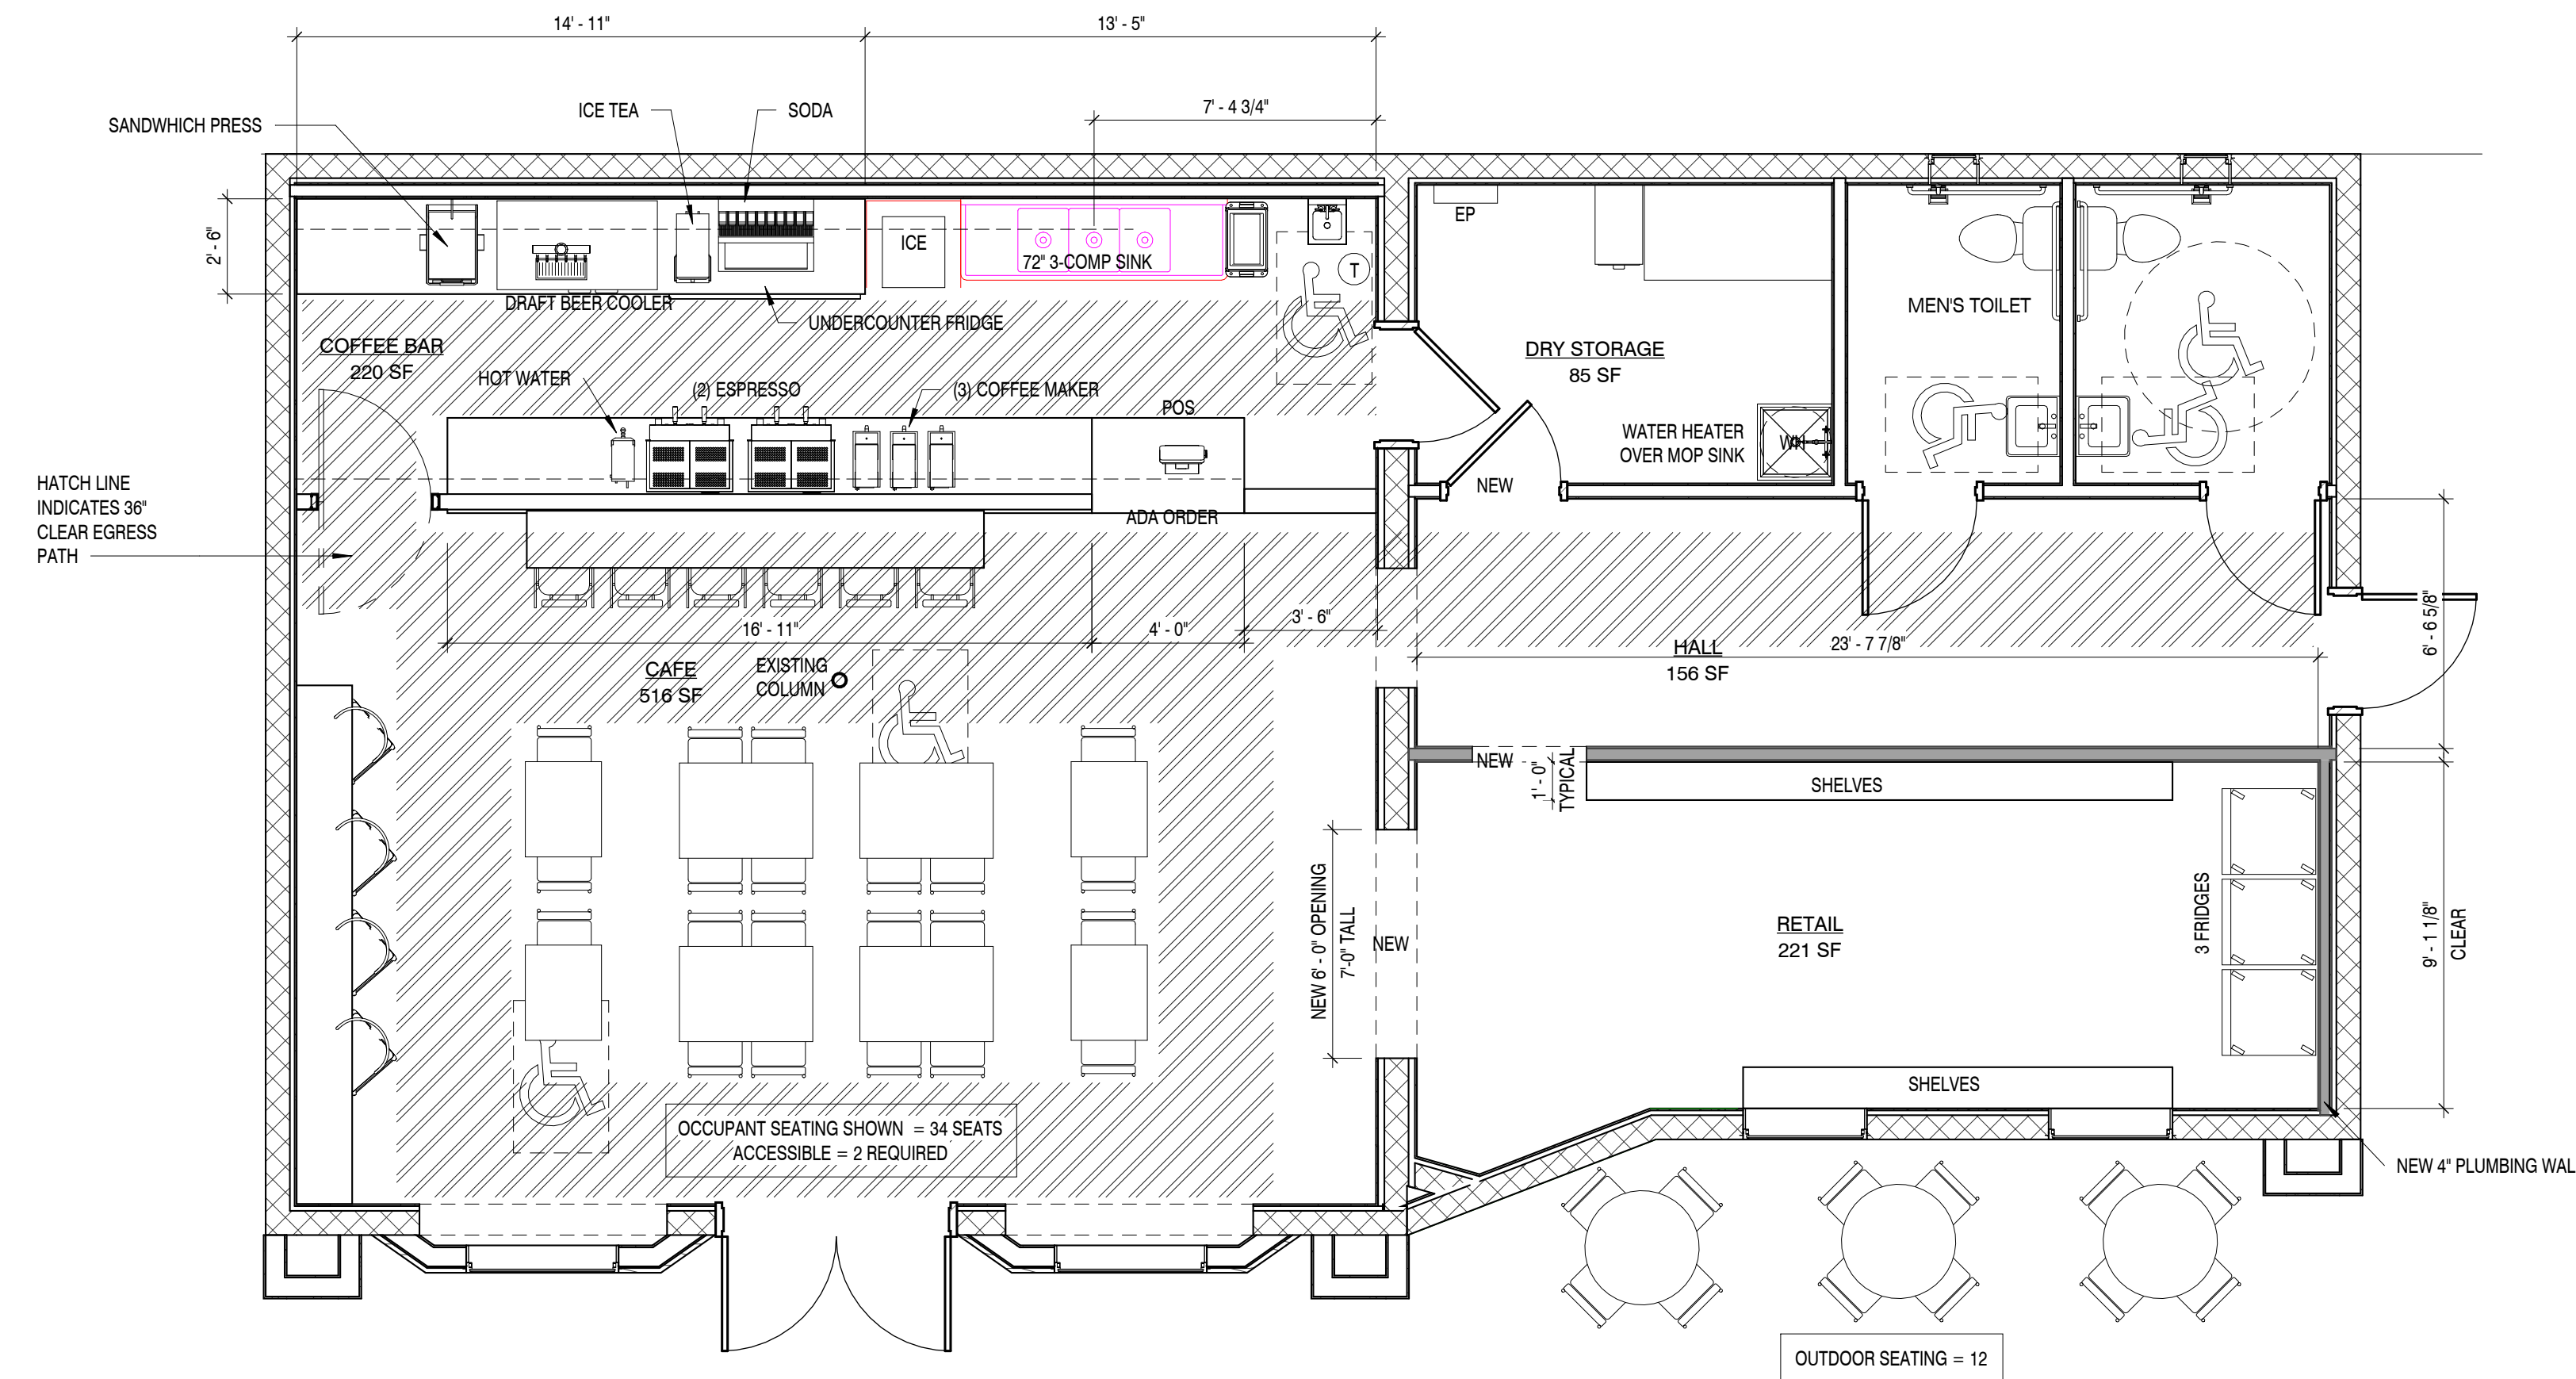 14' - 11"
13' - 5"
7' - 4 3/4"
ICE TEA
SODA
SANDWHICH PRESS
2' - 6"
ICE
72" 3-COMP SINK
T
EP
DRAFT BEER COOLER
UNDERCOUNTER FRIDGE
MEN'S TOILET
COFFEE BAR
220 SF
DRY STORAGE
85 SF
HOT WATER
(2) ESPRESSO
(3) COFFEE MAKER
POS
WATER HEATER
OVER MOP SINK
WH
NEW
HATCH LINE
INDICATES 36"
CLEAR EGRESS
PATH
ADA ORDER
16' - 11"
4' - 0"
3' - 6"
HALL
156 SF
23' - 7 7/8"
6' - 6 5/8"
CAFE
516 SF
EXISTING
COLUMN
NEW
1' - 0"
TYPICAL
SHELVES
NEW 6' - 0" OPENING
7'-0" TALL
NEW
RETAIL
221 SF
3 FRIDGES
9' - 1 1/8"
CLEAR
SHELVES
OCCUPANT SEATING SHOWN = 34 SEATS
ACCESSIBLE = 2 REQUIRED
NEW 4" PLUMBING WAL
OUTDOOR SEATING = 12